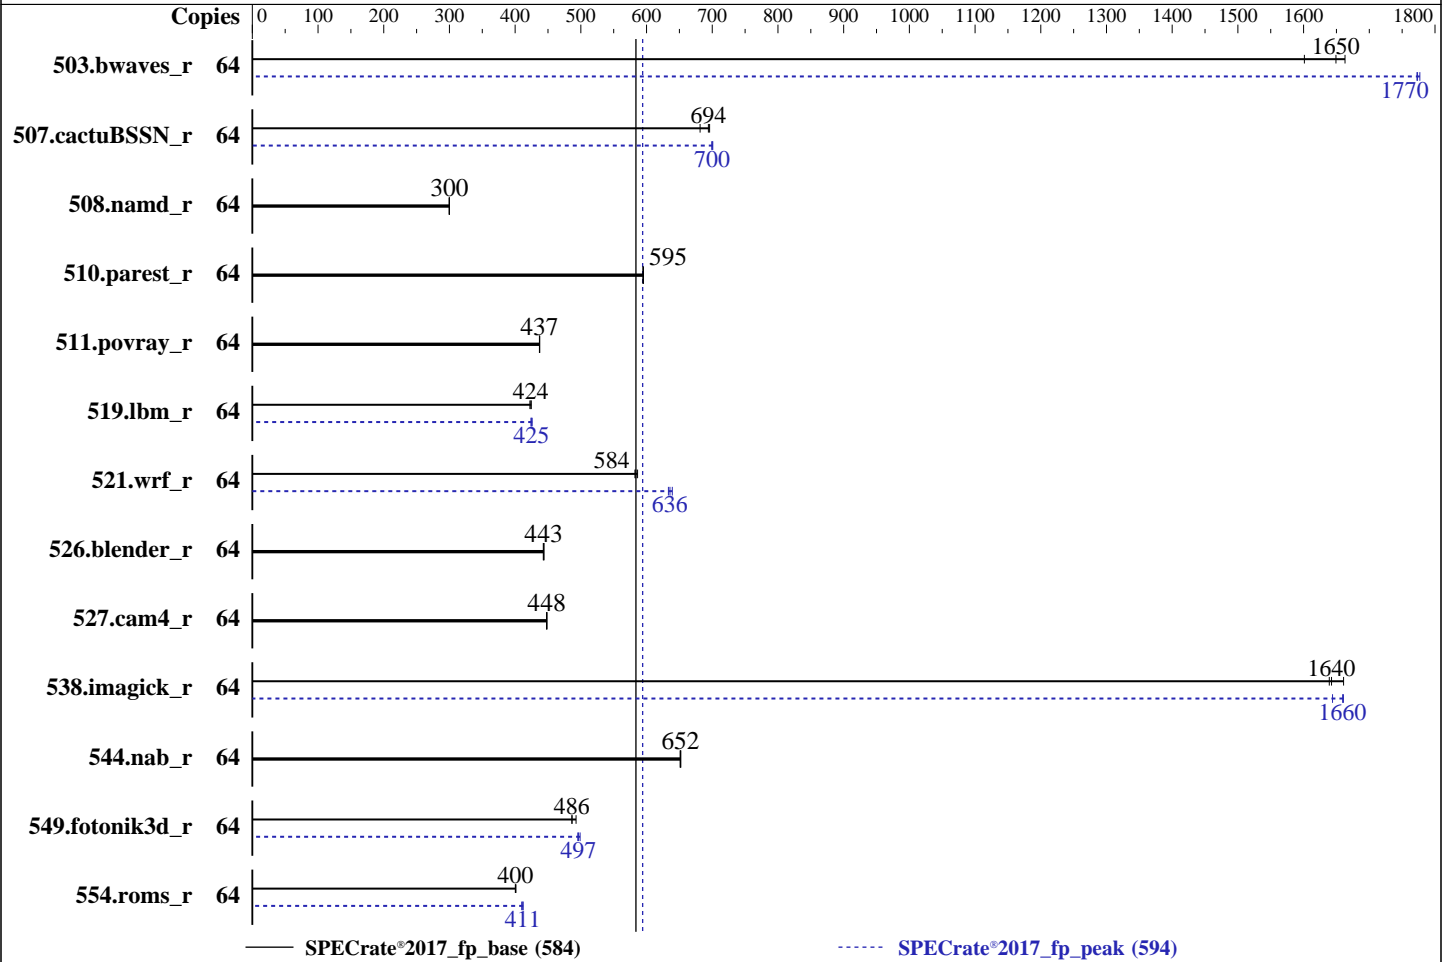 Copies 0 100 200 300 400 500 600 700 800 900 1000 1100 1200 1300 1400 1500 1600 1800
503.bwaves_r 64 1650
1770
507.cactuBSSN_r 64 694
700
508.namd_r 64 300
510.parest_r 64 595
511.povray_r 64 437
519.lbm_r 64 424
425
521.wrf_r 64 584
636
526.blender_r 64 443
527.cam4_r 64 448
538.imagick_r 64 1640
1660
544.nab_r 64 652
549.fotonik3d_r 64 486
497
554.roms_r 64 400
411
SPECrate®2017_fp_base (584) SPECrate®2017_fp_peak (594)